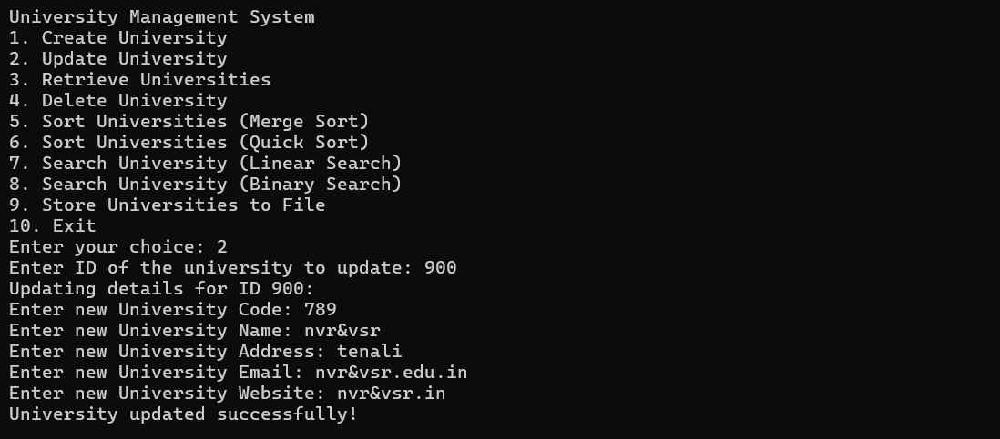 University Management System
1. Create University
2. Update University
3. Retrieve Universities
4. Delete University
5. Sort Universities (Merge Sort)
6. Sort Universities (Quick Sort)
7. Search University (Linear Search)
8. Search University (Binary Search)
9. Store Universities to File
10. Exit
Enter your choice: 2
Enter ID of the university to update: 900
Updating details for ID 900:
Enter new University Code: 789
Enter new University Name: nvr&vsr
Enter new University Address: tenali
Enter new University Email: nvr&vsr.edu.in
Enter new University Website: nvr&vsr.in
University updated successfully!